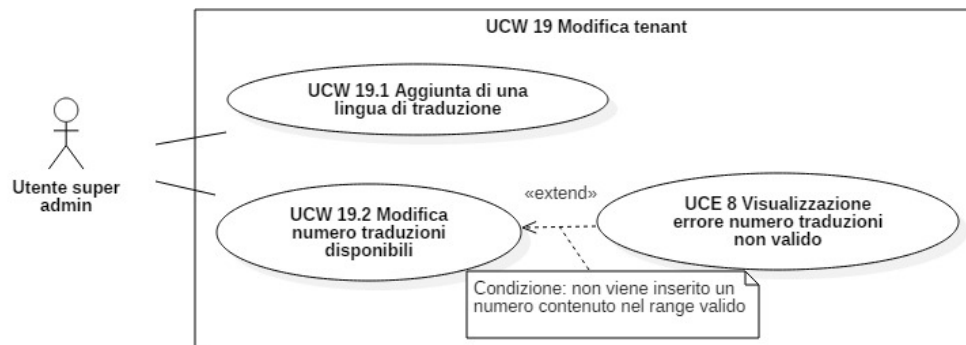 UCW 19 Modifica tenant
UCW 19.1 Aggiunta di una
lingua di traduzione
Utente super
admin
«extend»
UCW 19.2 Modifica
numero traduzioni
disponibili
UCE 8 Visualizzazione
errore numero traduzioni
non valido
Condizione: non viene inserito un
numero contenuto nel range valido